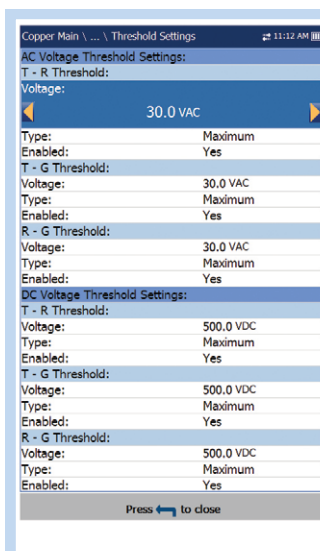 Copper Main \ ... \ Threshold Settings 11:12 AM
AC Voltage Threshold Settings:
T - R Threshold:
Voltage:
30.0 VAC
Type: Maximum
Enabled: Yes
T - G Threshold:
Voltage: 30.0 VAC
Type: Maximum
Enabled: Yes
R - G Threshold:
Voltage: 30.0 VAC
Type: Maximum
Enabled: Yes
DC Voltage Threshold Settings:
T - R Threshold:
Voltage: 500.0 VDC
Type: Maximum
Enabled: Yes
T - G Threshold:
Voltage: 500.0 VDC
Type: Maximum
Enabled: Yes
R - G Threshold:
Voltage: 500.0 VDC
Type: Maximum
Enabled: Yes
Press to close